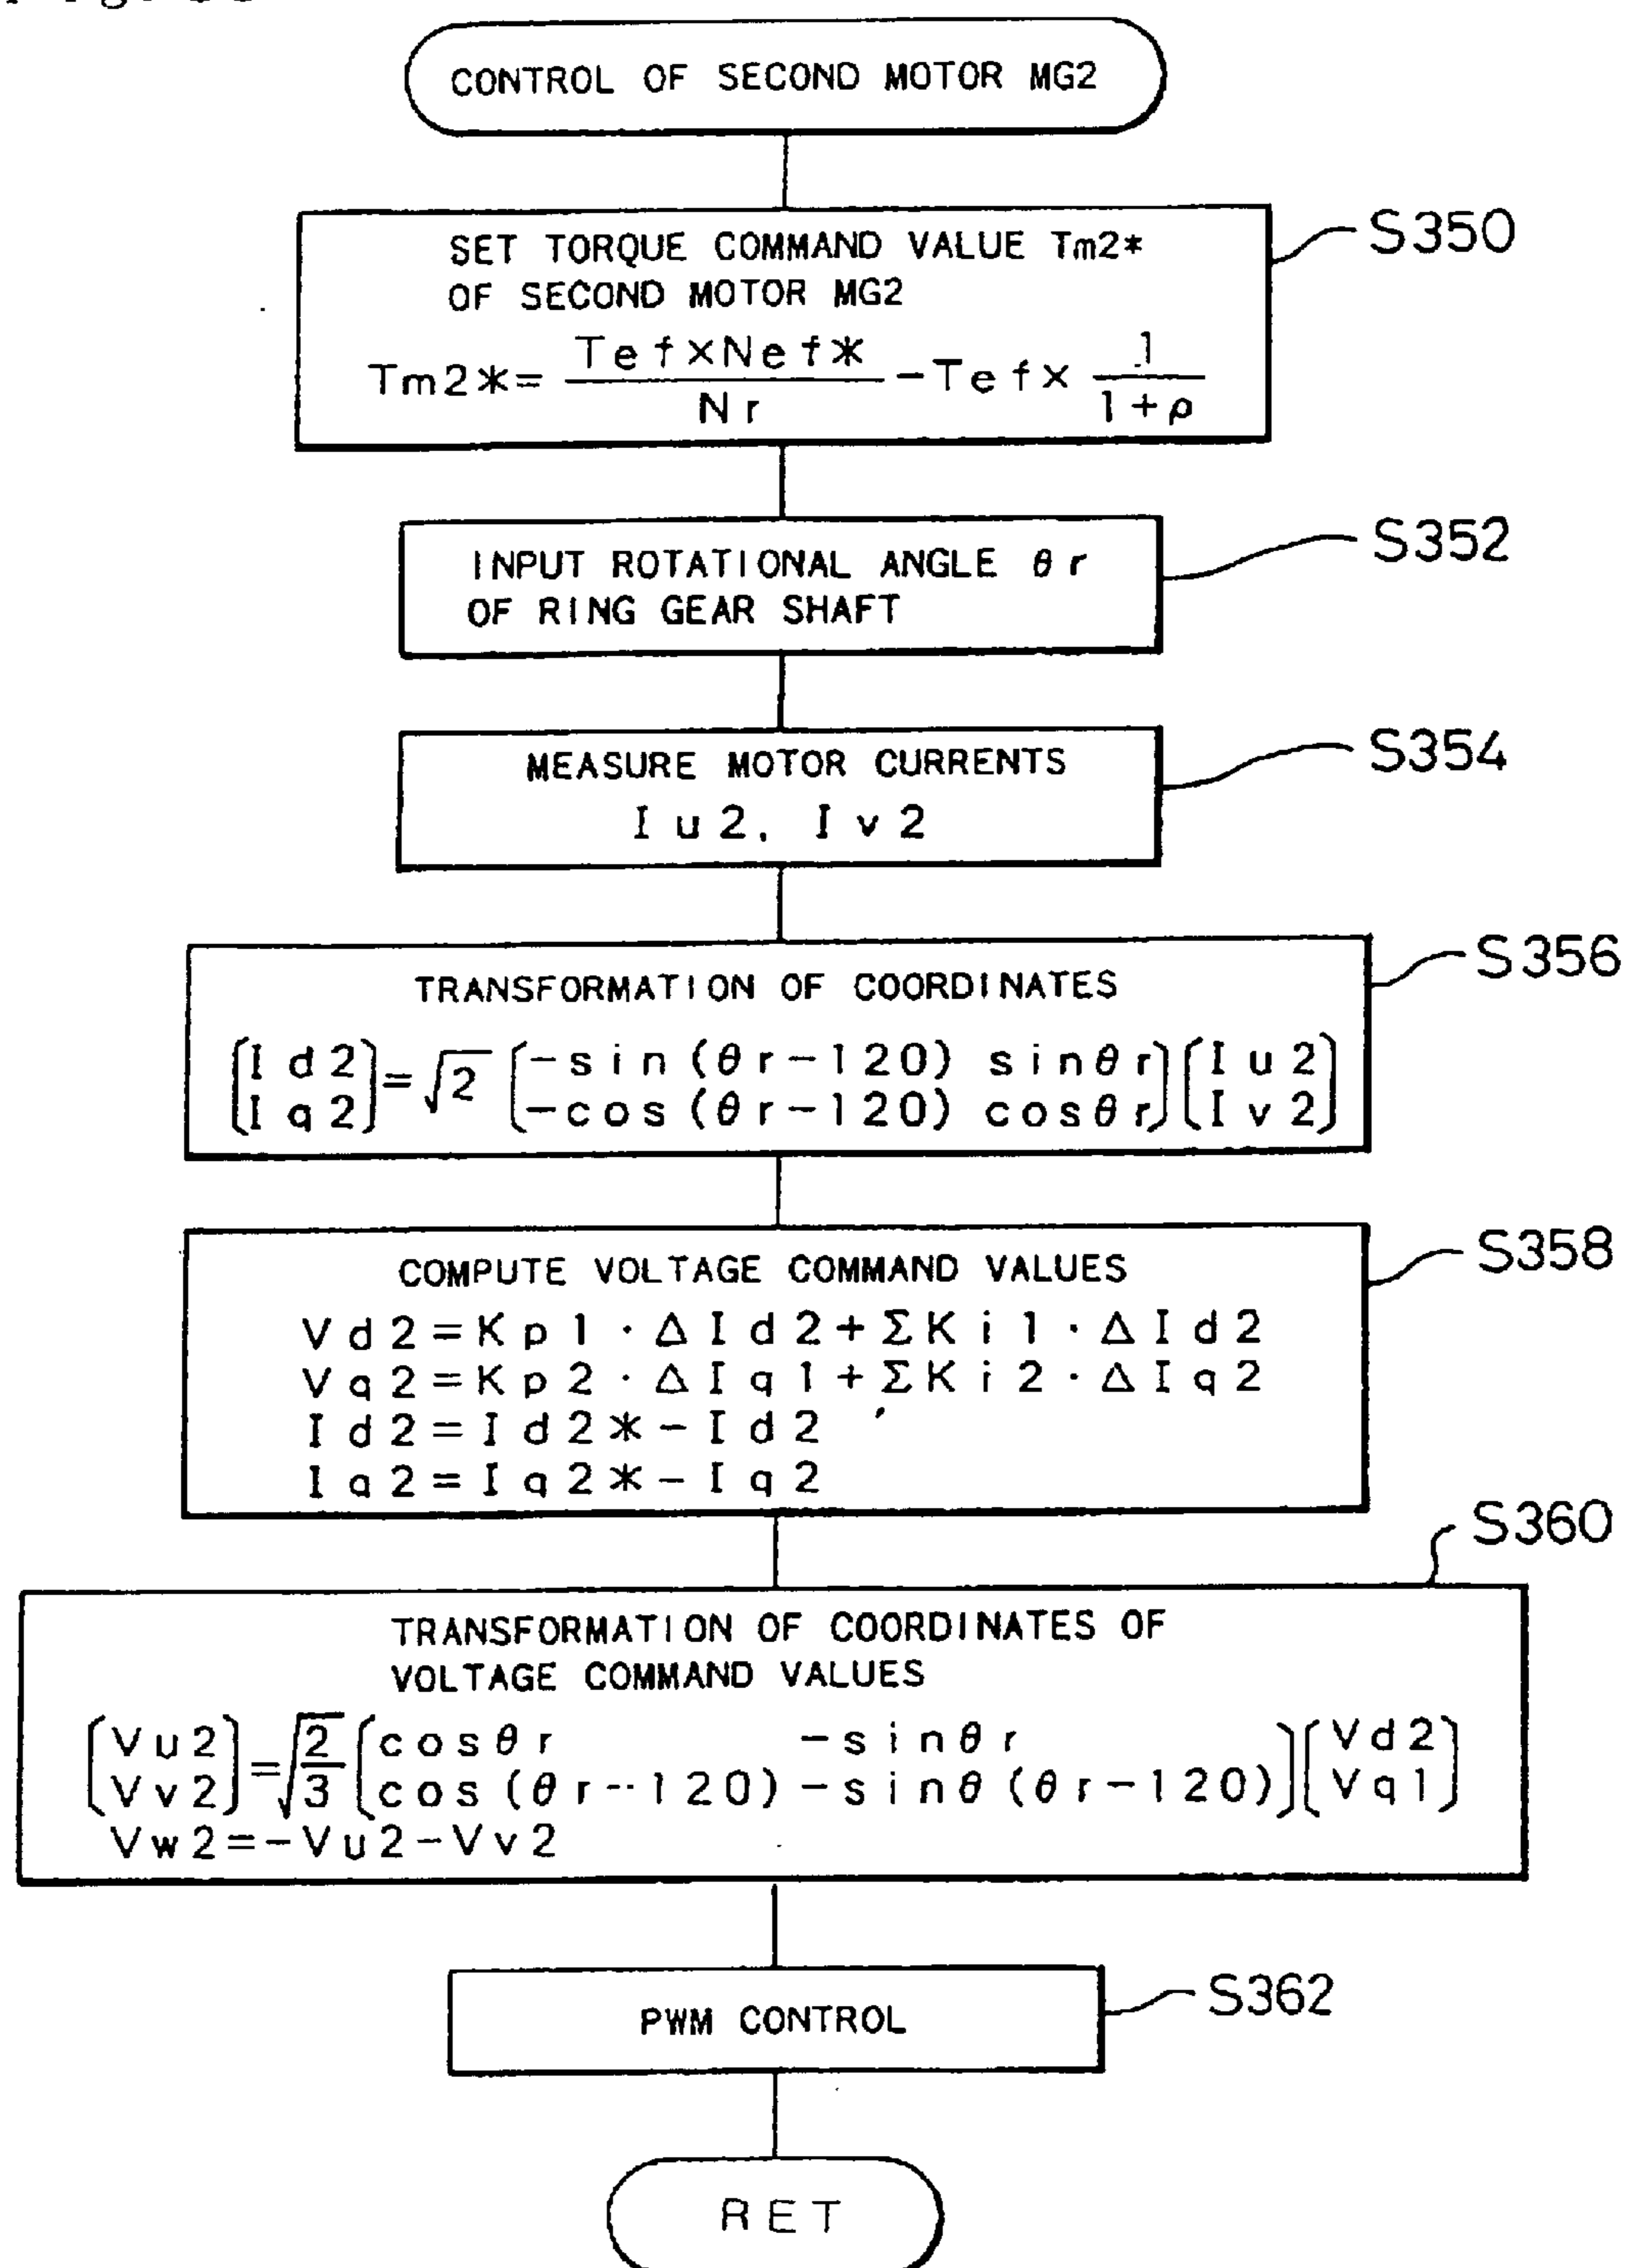 CONTROL OF SECOND MOTOR MG2
SET TORQUE COMMAND VALUE Tm2*
OF SECOND MOTOR MG2
Tm2*= Tef×Nef*/Nr −Tef× 1/1+ρ
S350
INPUT ROTATIONAL ANGLE θr
OF RING GEAR SHAFT
S352
MEASURE MOTOR CURRENTS
Iu2, Iv2
S354
TRANSFORMATION OF COORDINATES
S356
[Id2] = √2 [−sin(θr−120) sinθr] [Iu2]
[Iq2] [−cos(θr−120) cosθr] [Iv2]
COMPUTE VOLTAGE COMMAND VALUES
S358
Vd2=Kp1·ΔId2+ΣKi1·ΔId2
Vq2=Kp2·ΔIq1+ΣKi2·ΔIq2
Id2=Id2*−Id2
Iq2=Iq2*−Iq2
S360
TRANSFORMATION OF COORDINATES OF
VOLTAGE COMMAND VALUES
[Vu2] = √2/3 [cosθr −sinθr] [Vd2]
[Vv2] [cos(θr−120) −sinθ(θr−120)] [Vq1]
Vw2=−Vu2−Vv2
PWM CONTROL
S362
RET